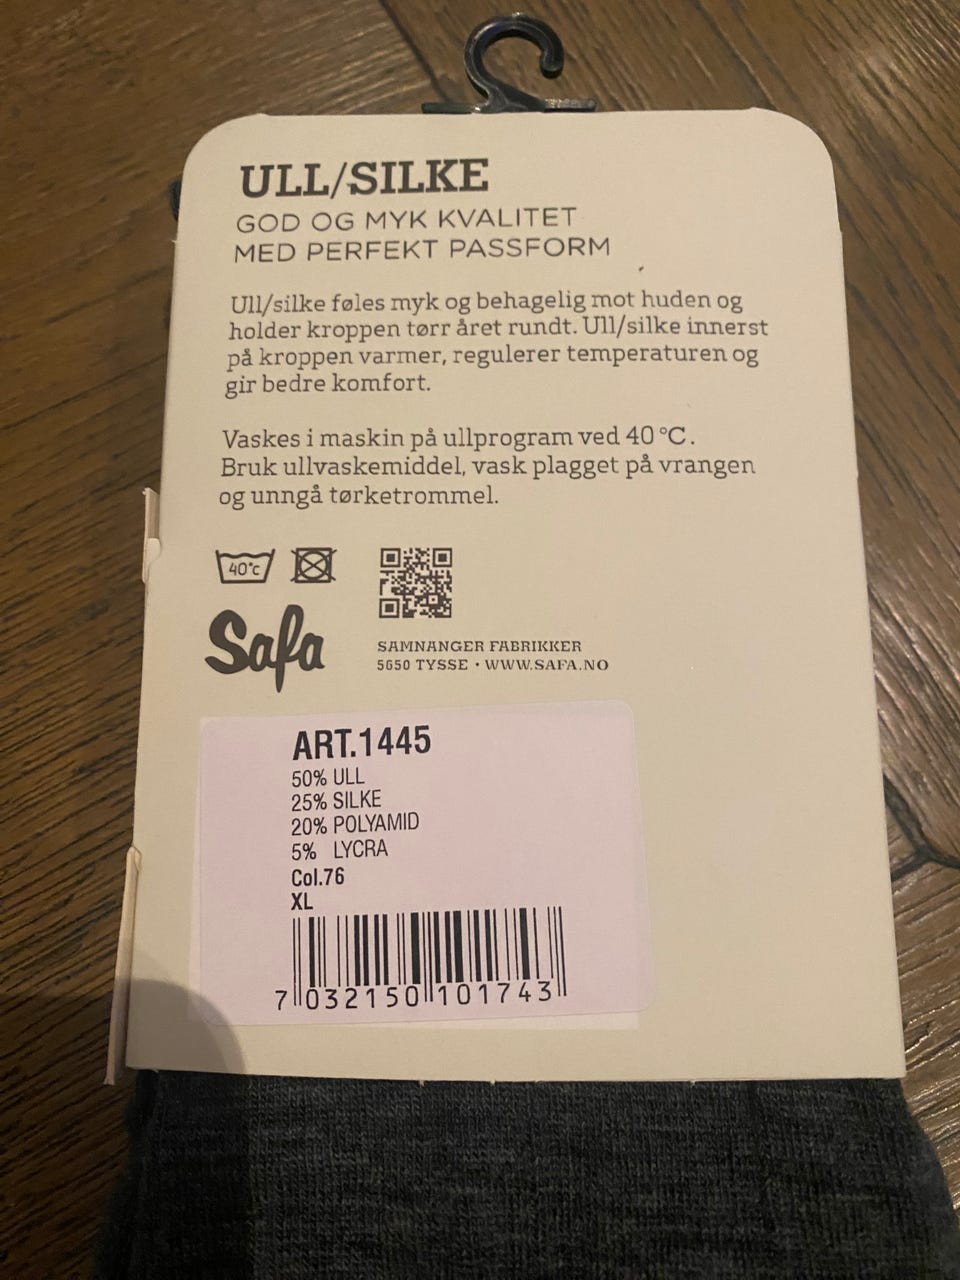 ULL/SILKE
GOD OG MYK KVALITET
MED PERFEKT PASSFORM
Ull/silke føles myk og behagelig mot huden og
holder kroppen tørr året rundt. Ull/silke innerst
på kroppen varmer, regulerer temperaturen og
gir bedre komfort.
Vaskes i maskin på ullprogram ved 40 °C.
Bruk ullvaskemiddel, vask plagget på vrangen
og unngå tørketrommel.
40°c
Safa
SAMNANGER FABRIKKER
5650 TYSSE • WWW.SAFA.NO
ART.1445
50% ULL
25% SILKE
20% POLYAMID
5% LYCRA
Col.76
XL
7 032150 101743